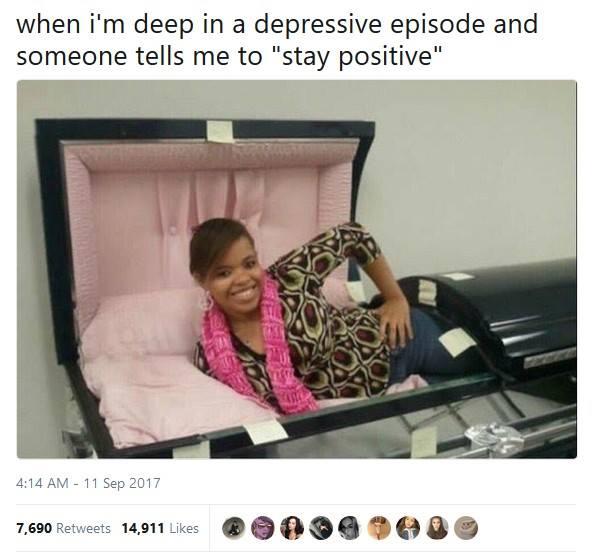 when i'm deep in a depressive episode and
someone tells me to "stay positive"
4:14 AM - 11 Sep 2017
7,690 Retweets 14,911 Likes